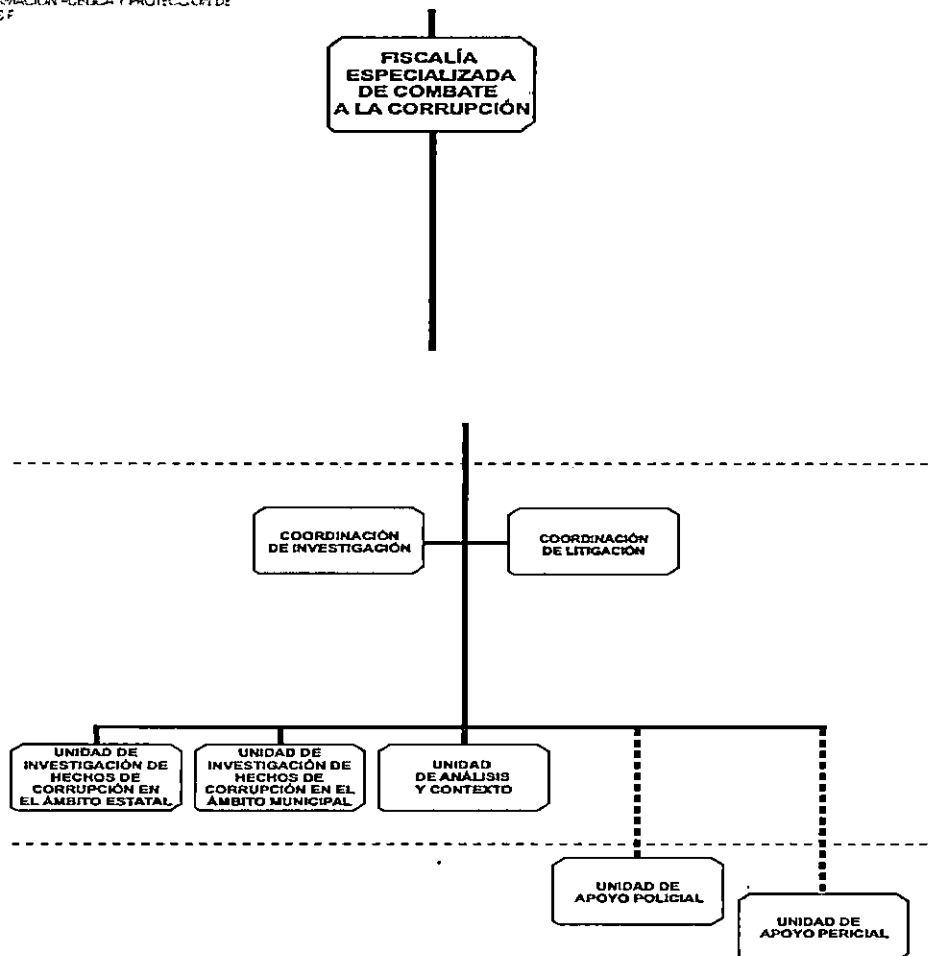 FISCALÍA
ESPECIALIZADA
DE COMBATE
A LA CORRUPCIÓN
COORDINACIÓN
DE INVESTIGACIÓN
COORDINACIÓN
DE LITIGACIÓN
UNIDAD DE
INVESTIGACIÓN DE
HECHOS DE
CORRUPCIÓN EN
EL ÁMBITO ESTATAL
UNIDAD DE
INVESTIGACIÓN DE
HECHOS DE
CORRUPCIÓN EN EL
ÁMBITO MUNICIPAL
UNIDAD
DE ANÁLISIS
Y CONTEXTO
UNIDAD DE
APOYO POLICIAL
UNIDAD DE
APOYO PERICIAL